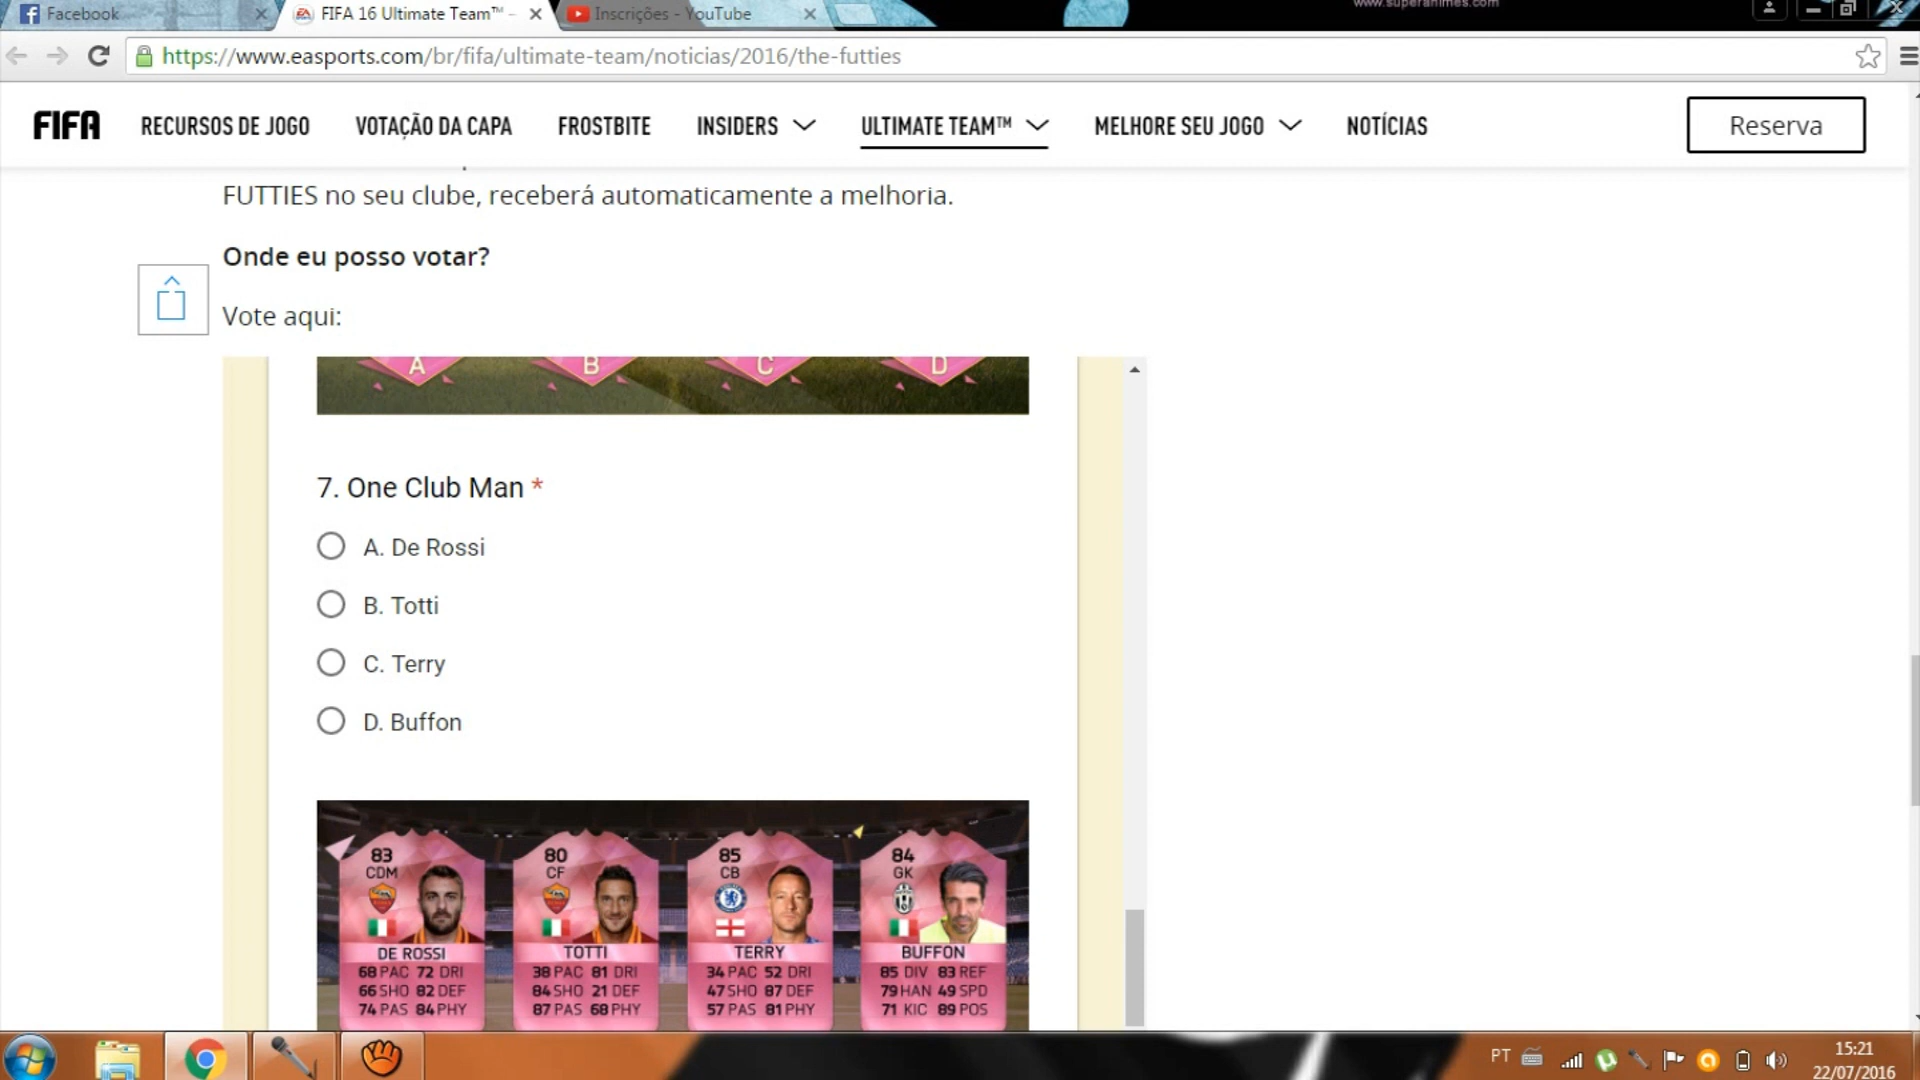 www.superanimes.com
Facebook
FIFA 16 Ultimate Team™ -
Inscrições - YouTube
https://www.easports.com/br/fifa/ultimate-team/noticias/2016/the-futties
FIFA RECURSOS DE JOGO VOTAÇÃO DA CAPA FROSTBITE INSIDERS ULTIMATE TEAM™ MELHORE SEU JOGO NOTÍCIAS Reserva
FUTTIES no seu clube, receberá automaticamente a melhoria.
Onde eu posso votar?
Vote aqui:
A B C D
7. One Club Man *
A. De Rossi
B. Totti
C. Terry
D. Buffon
83 80 85 84
CDM CF CB GK
DE ROSSI TOTTI TERRY BUFFON
68 PAC 72 DRI 38 PAC 81 DRI 34 PAC 52 DRI 85 DIV 83 REF
66 SHO 82 DEF 84 SHO 21 DEF 47 SHO 87 DEF 79 HAN 49 SPD
74 PAS 84 PHY 87 PAS 68 PHY 57 PAS 81 PHY 71 KIC 89 POS
PT 15:21
22/07/2016